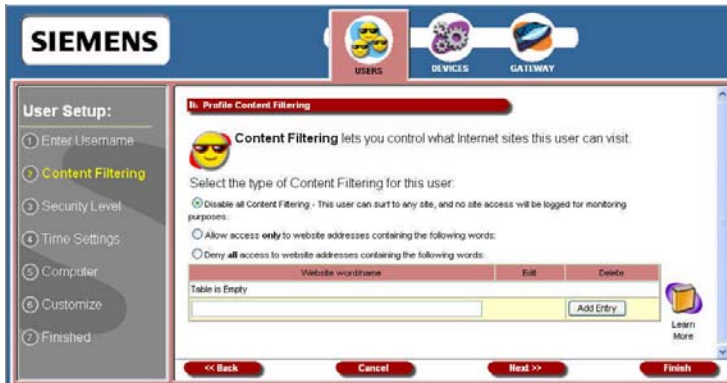 SIEMENS
USERS
DEVICES
GATEWAY
User Setup:
1 Enter Username
2 Content Filtering
3 Security Level
4 Time Settings
5 Computer
6 Customize
7 Finished
Profile Content Filtering
Content Filtering lets you control what Internet sites this user can visit.
Select the type of Content Filtering for this user:
Disable all Content Filtering - This user can surf to any site, and no site access will be logged for monitoring
purposes.
Allow access only to website addresses containing the following words:
Deny all access to website addresses containing the following words:
Website word/name Edit Delete
Table is Empty
Add Entry
Learn
More
<< Back Cancel Next >> Finish